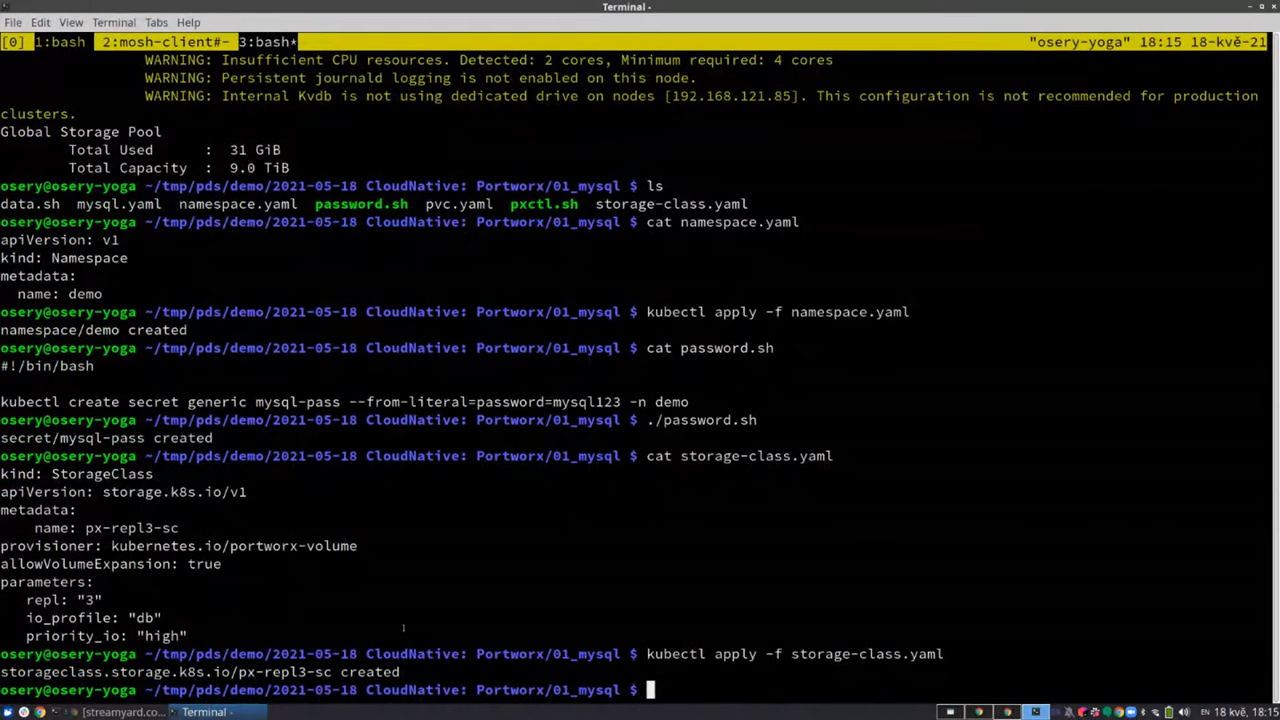 Terminal -
File Edit View Terminal Tabs Help
[0] 1:bash 2:mosh-client#- 3:bash* "osery-yoga" 18:15 18-kvě-21
WARNING: Insufficient CPU resources. Detected: 2 cores, Minimum required: 4 cores
WARNING: Persistent journald logging is not enabled on this node.
WARNING: Internal Kvdb is not using dedicated drive on nodes [192.168.121.85]. This configuration is not recommended for production
clusters.
Global Storage Pool
Total Used : 31 GiB
Total Capacity : 9.0 TiB
osery@osery-yoga ~/tmp/pds/demo/2021-05-18 CloudNative: Portworx/01_mysql $ ls
data.sh mysql.yaml namespace.yaml password.sh pvc.yaml pxctl.sh storage-class.yaml
osery@osery-yoga ~/tmp/pds/demo/2021-05-18 CloudNative: Portworx/01_mysql $ cat namespace.yaml
apiVersion: v1
kind: Namespace
metadata:
name: demo
osery@osery-yoga ~/tmp/pds/demo/2021-05-18 CloudNative: Portworx/01_mysql $ kubectl apply -f namespace.yaml
namespace/demo created
osery@osery-yoga ~/tmp/pds/demo/2021-05-18 CloudNative: Portworx/01_mysql $ cat password.sh
#!/bin/bash
kubectl create secret generic mysql-pass --from-literal=password=mysql123 -n demo
osery@osery-yoga ~/tmp/pds/demo/2021-05-18 CloudNative: Portworx/01_mysql $ ./password.sh
secret/mysql-pass created
osery@osery-yoga ~/tmp/pds/demo/2021-05-18 CloudNative: Portworx/01_mysql $ cat storage-class.yaml
kind: StorageClass
apiVersion: storage.k8s.io/v1
metadata:
name: px-repl3-sc
provisioner: kubernetes.io/portworx-volume
allowVolumeExpansion: true
parameters:
repl: "3"
io_profile: "db"
priority_io: "high"
osery@osery-yoga ~/tmp/pds/demo/2021-05-18 CloudNative: Portworx/01_mysql $ kubectl apply -f storage-class.yaml
storageclass.storage.k8s.io/px-repl3-sc created
osery@osery-yoga ~/tmp/pds/demo/2021-05-18 CloudNative: Portworx/01_mysql $
[streamyard.co... Terminal - EN 18 kvě, 18:15